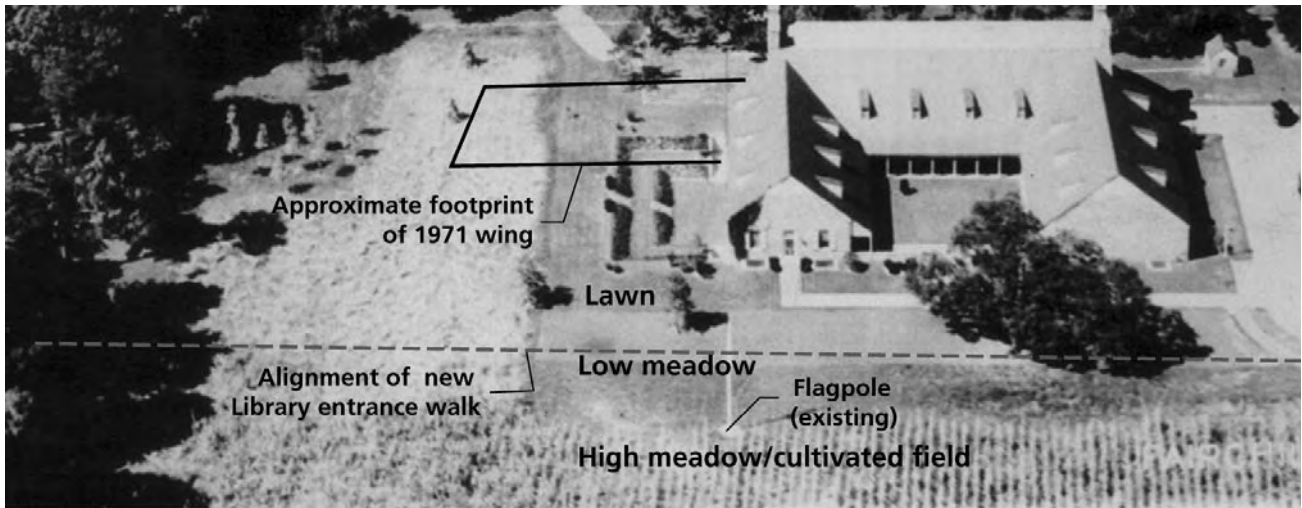 Approximate footprint
of 1971 wing
Lawn
Low meadow
Alignment of new
Library entrance walk
Flagpole
(existing)
High meadow/cultivated field